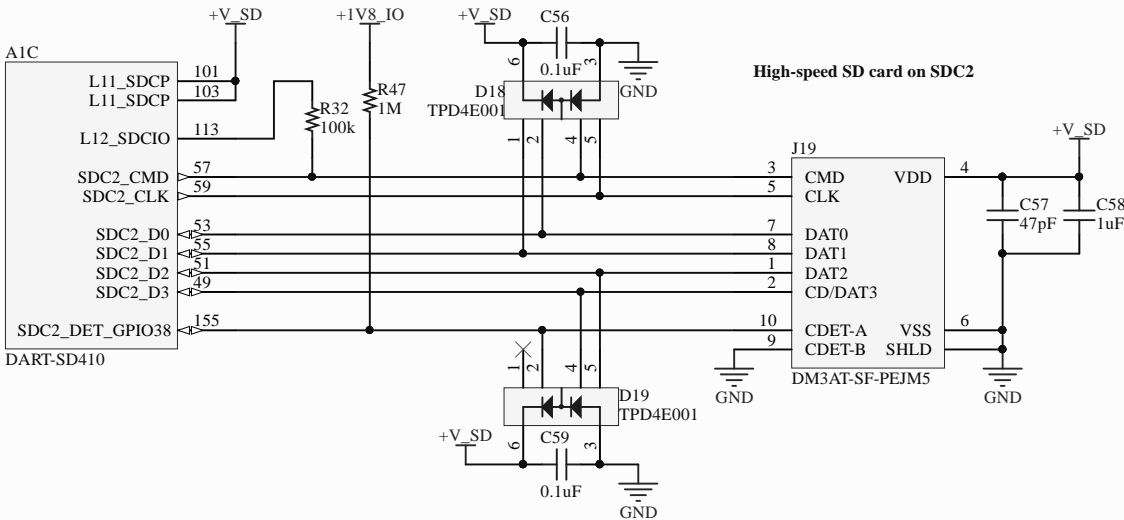 +V_SD
+1V8_IO
+V_SD
C56
0.1uF
GND
High-speed SD card on SDC2
A1C
L11_SDCP 101
L11_SDCP 103
L12_SDCIO 113
SDC2_CMD 57
SDC2_CLK 59
SDC2_D0 53
SDC2_D1 55
SDC2_D2 51
SDC2_D3 49
SDC2_DET_GPIO38 155
DART-SD410
R32
100k
R47
1M
D18
TPD4E001
6
3
1
2
4
5
+V_SD
J19
3 CMD VDD 4
5 CLK
7 DAT0
8 DAT1
1 DAT2
2 CD/DAT3
10 CDET-A VSS 6
9 CDET-B SHLD
DM3AT-SF-PEJM5
C57
47pF
C58
1uF
GND
GND
1
2
4
5
D19
TPD4E001
6
3
+V_SD
C59
0.1uF
GND